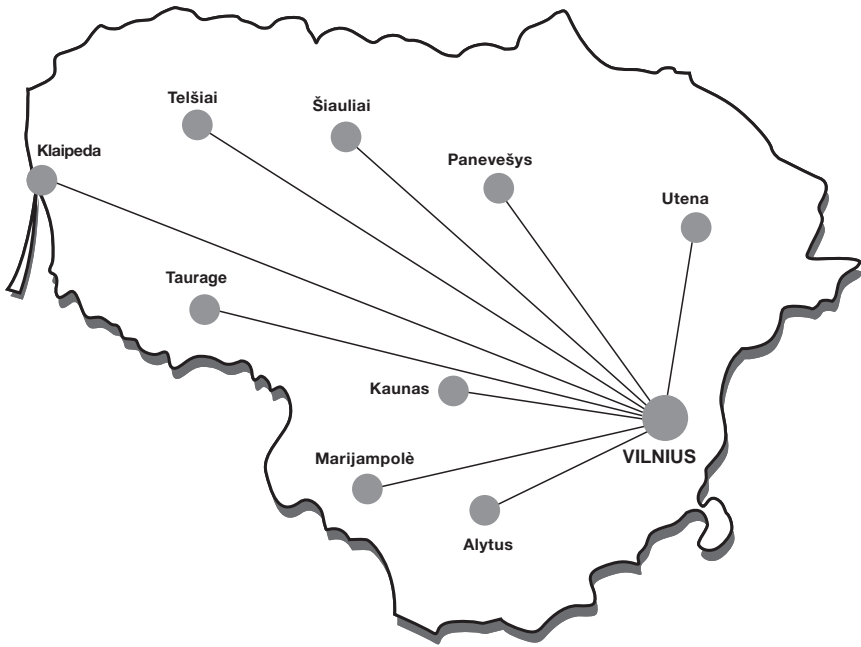 Telšiai
Šiauliai
Klaipeda
Panevešys
Utena
Taurage
Kaunas
VILNIUS
Marijampolè
Alytus